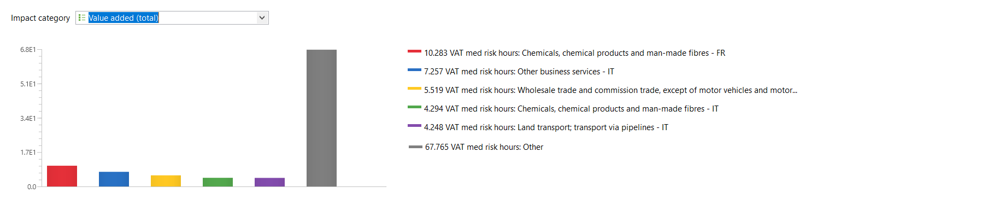 Impact category Value added (total)
6.8E1
5.1E1
3.4E1
1.7E1
0.0
10.283 VAT med risk hours: Chemicals, chemical products and man-made fibres - FR
7.257 VAT med risk hours: Other business services - IT
5.519 VAT med risk hours: Wholesale trade and commission trade, except of motor vehicles and motor...
4.294 VAT med risk hours: Chemicals, chemical products and man-made fibres - IT
4.248 VAT med risk hours: Land transport; transport via pipelines - IT
67.765 VAT med risk hours: Other